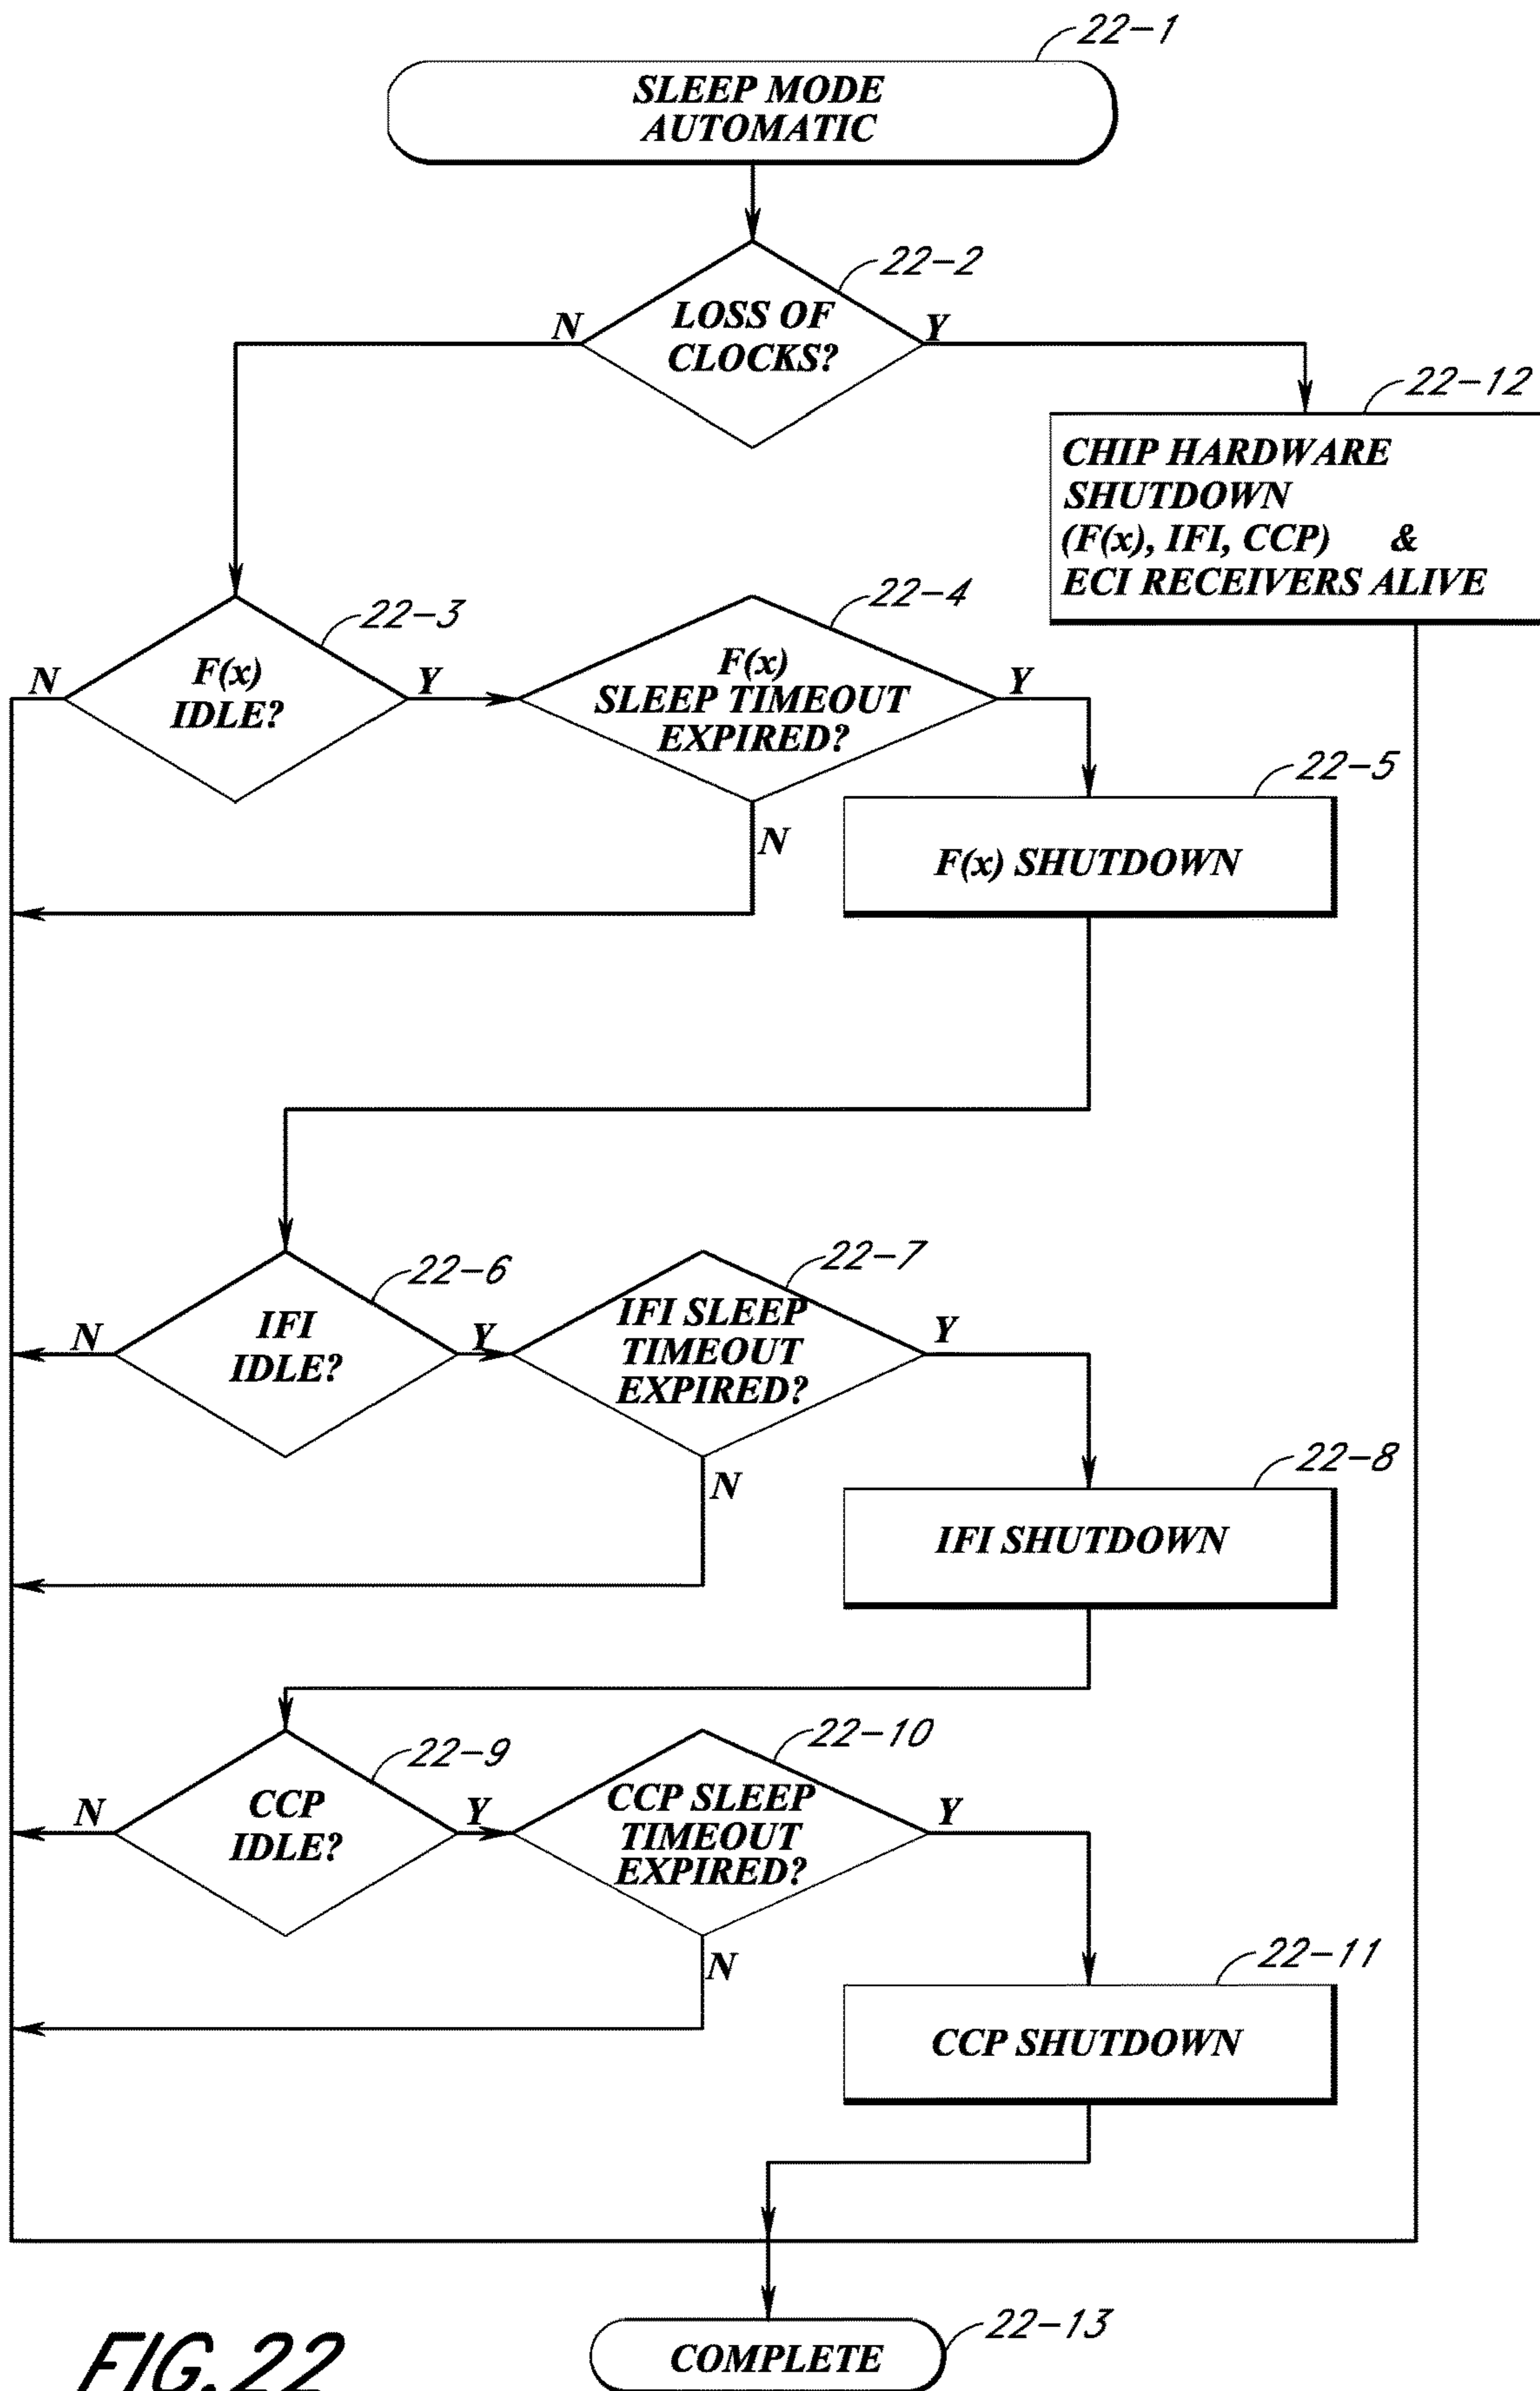 22-1
SLEEP MODE
AUTOMATIC
22-2
LOSS OF
CLOCKS?
N
Y
22-12
CHIP HARDWARE
SHUTDOWN
(F(x), IFI, CCP) &
ECI RECEIVERS ALIVE
22-3
F(x)
IDLE?
N
Y
22-4
F(x)
SLEEP TIMEOUT
EXPIRED?
Y
N
22-5
F(x) SHUTDOWN
22-6
IFI
IDLE?
N
Y
22-7
IFI SLEEP
TIMEOUT
EXPIRED?
Y
N
22-8
IFI SHUTDOWN
22-9
CCP
IDLE?
N
Y
22-10
CCP SLEEP
TIMEOUT
EXPIRED?
Y
N
22-11
CCP SHUTDOWN
22-13
COMPLETE
FIG.22